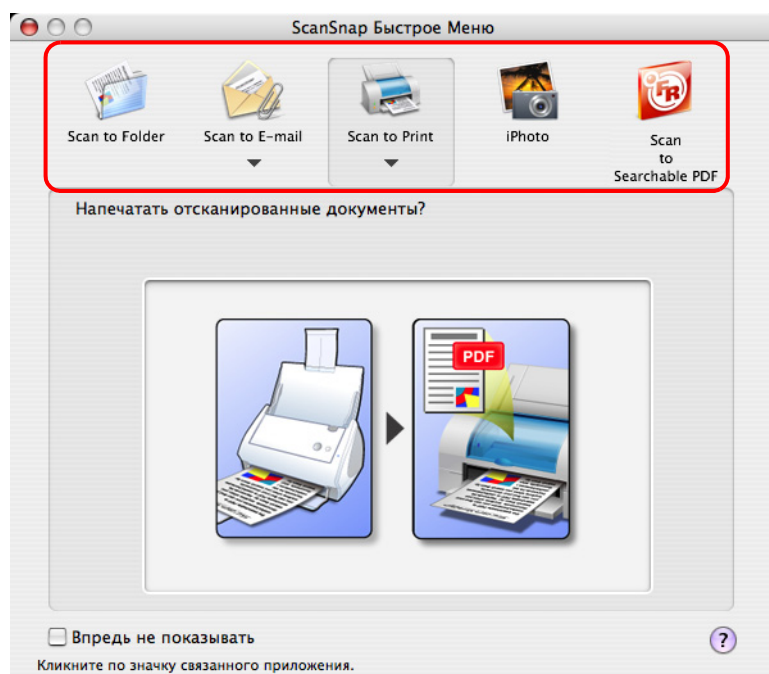 ScanSnap Быстрое Меню
Scan to Folder
Scan to E-mail
Scan to Print
iPhoto
Scan
to
Searchable PDF
FR
Напечатать отсканированные документы?
PDF
Впредь не показывать
?
Кликните по значку связанного приложения.